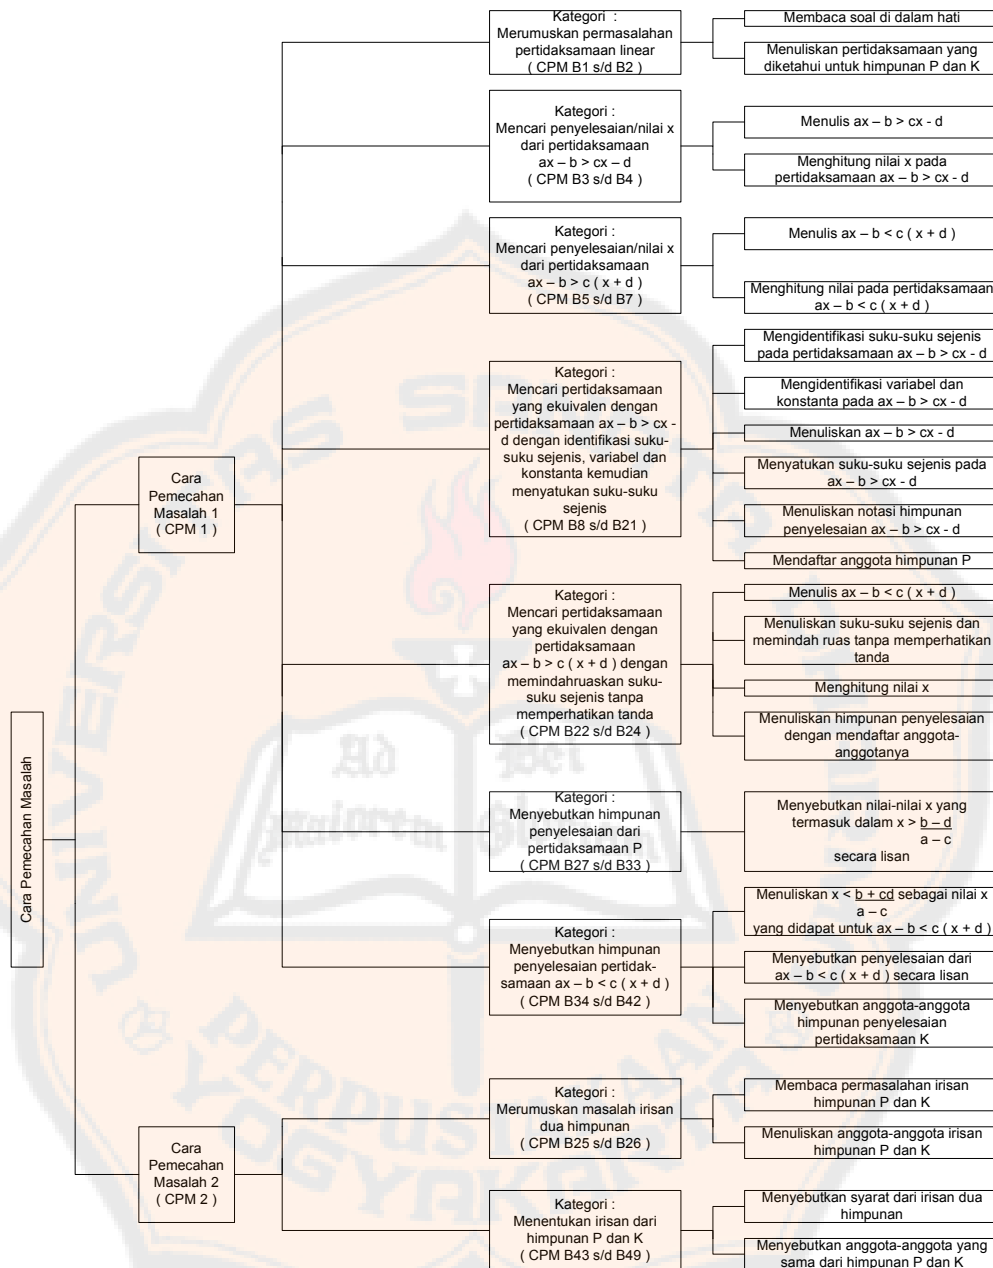 Cara Pemecahan Masalah
Cara
Pemecahan
Masalah 1
( CPM 1 )
Kategori :
Merumuskan permasalahan
pertidaksamaan linear
( CPM B1 s/d B2 )
Membaca soal di dalam hati
Menuliskan pertidaksamaan yang
diketahui untuk himpunan P dan K
Kategori :
Mencari penyelesaian/nilai x
dari pertidaksamaan
ax – b > cx – d
( CPM B3 s/d B4 )
Menulis ax – b > cx - d
Menghitung nilai x pada
pertidaksamaan ax – b > cx - d
Kategori :
Mencari penyelesaian/nilai x
dari pertidaksamaan
ax – b > c ( x + d )
( CPM B5 s/d B7 )
Menulis ax – b < c ( x + d )
Menghitung nilai pada pertidaksamaan
ax – b < c ( x + d )
Kategori :
Mencari pertidaksamaan
yang ekuivalen dengan
pertidaksamaan ax – b > cx -
d dengan identifikasi suku-
suku sejenis, variabel dan
konstanta kemudian
menyatukan suku-suku
sejenis
( CPM B8 s/d B21 )
Mengidentifikasi suku-suku sejenis
pada pertidaksamaan ax – b > cx - d
Mengidentifikasi variabel dan
konstanta pada ax – b > cx - d
Menuliskan ax – b > cx - d
Menyatukan suku-suku sejenis pada
ax – b > cx - d
Menuliskan notasi himpunan
penyelesaian ax – b > cx - d
Mendaftar anggota himpunan P
Kategori :
Mencari pertidaksamaan
yang ekuivalen dengan
pertidaksamaan
ax – b > c ( x + d ) dengan
memindahruaskan suku-
suku sejenis tanpa
memperhatikan tanda
( CPM B22 s/d B24 )
Menulis ax – b < c ( x + d )
Menuliskan suku-suku sejenis dan
memindah ruas tanpa memperhatikan
tanda
Menghitung nilai x
Menuliskan himpunan penyelesaian
dengan mendaftar anggota-
anggotanya
Kategori :
Menyebutkan himpunan
penyelesaian dari
pertidaksamaan P
( CPM B27 s/d B33 )
Menyebutkan nilai-nilai x yang
termasuk dalam x > b – d
a – c
secara lisan
Kategori :
Menyebutkan himpunan
penyelesaian pertidak-
samaan ax – b < c ( x + d )
( CPM B34 s/d B42 )
Menuliskan x < b + cd sebagai nilai x
a – c
yang didapat untuk ax – b < c ( x + d )
Menyebutkan penyelesaian dari
ax – b < c ( x + d ) secara lisan
Menyebutkan anggota-anggota
himpunan penyelesaian
pertidaksamaan K
Cara
Pemecahan
Masalah 2
( CPM 2 )
Kategori :
Merumuskan masalah irisan
dua himpunan
( CPM B25 s/d B26 )
Membaca permasalahan irisan
himpunan P dan K
Menuliskan anggota-anggota irisan
himpunan P dan K
Kategori :
Menentukan irisan dari
himpunan P dan K
( CPM B43 s/d B49 )
Menyebutkan syarat dari irisan dua
himpunan
Menyebutkan anggota-anggota yang
sama dari himpunan P dan K
UNIVERSITAS SANATA DHARMA
Ad Dei
Maiorem Gloriam
PERPUSTAKAAN
YOGYAKARTA